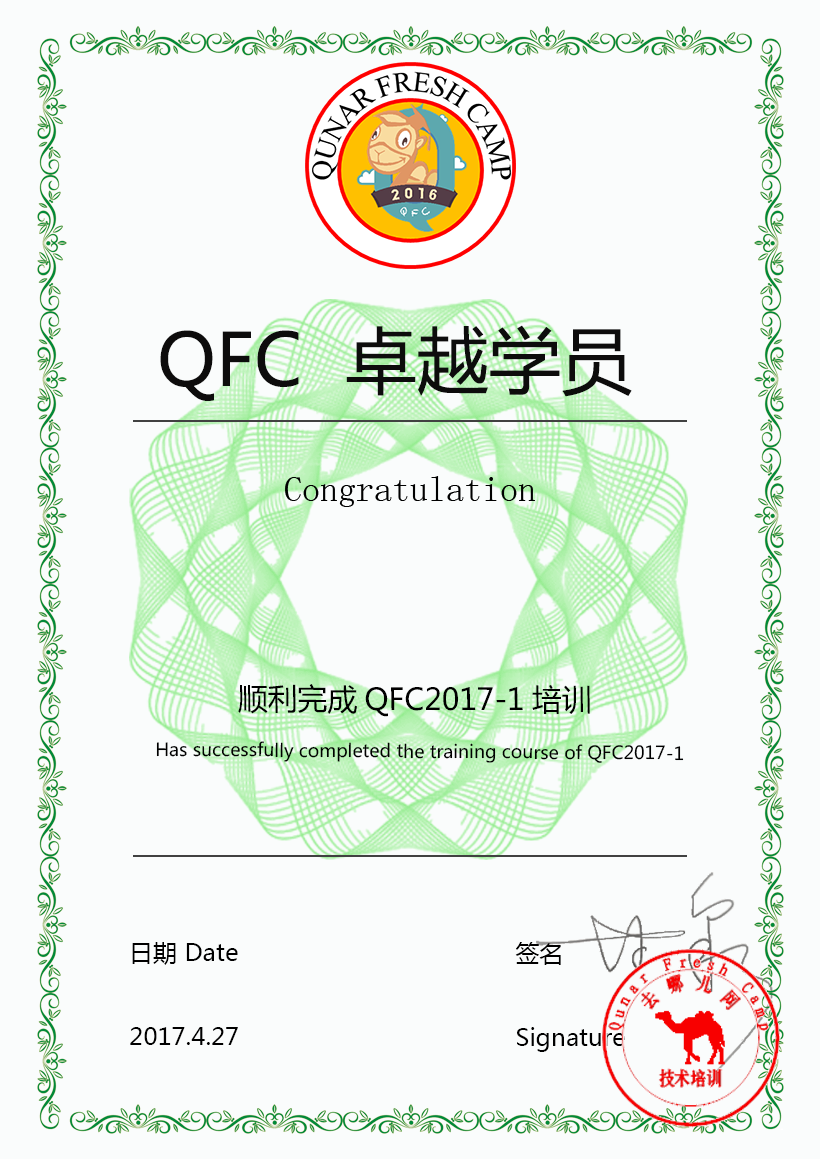 QUNAR FRESH CAMP
2016
QFC
QFC 卓越学员
Congratulation
顺利完成 QFC2017-1 培训
Has successfully completed the training course of QFC2017-1
日期 Date
签名
2017.4.27
Signature
Qunar Fresh Camp
去哪儿网
技术培训